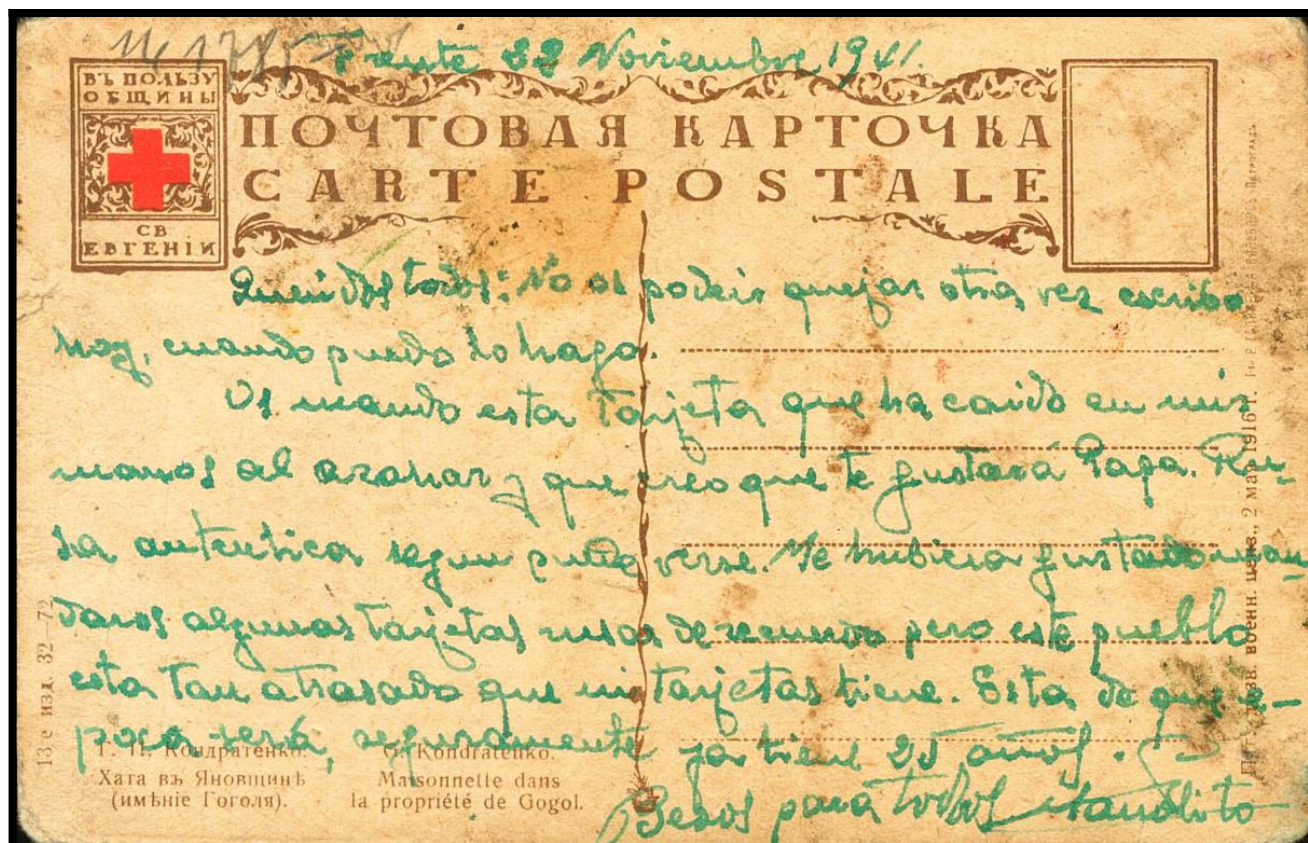 Frente 22 Noviembre 1941.
ВЪ ПОЛЬЗУ
ОБЩИНЫ
СВ
ЕВГЕНІИ
ПОЧТОВАЯ КАРТОЧКА
CARTE POSTALE
Queridos todos: No os podeis quejar otra vez escribo
hoy, cuando puedo lo hago.
Os mando esta Tarjeta que ha caido en mis
manos al azahar y que creo que te gustará Papa. Ru-
sa autentica segun puede verse. Me hubiera gustado man-
daros algunas tarjetas rusas de recuerdo pero este pueblo
esta tan atrasado que ni tarjetas tiene. Esta de que e-
poca será, seguramente ya tiene 25 años.
Besos para todos Manolito
Г. П. Кондратенко.
Хата въ Яновщинѣ
(имѣніе Гоголя).
G. Kondratenko.
Maisonnette dans
la propriété de Gogol.
13-е изд. 32—72
воен. ценз., 2 мая 1916 г.